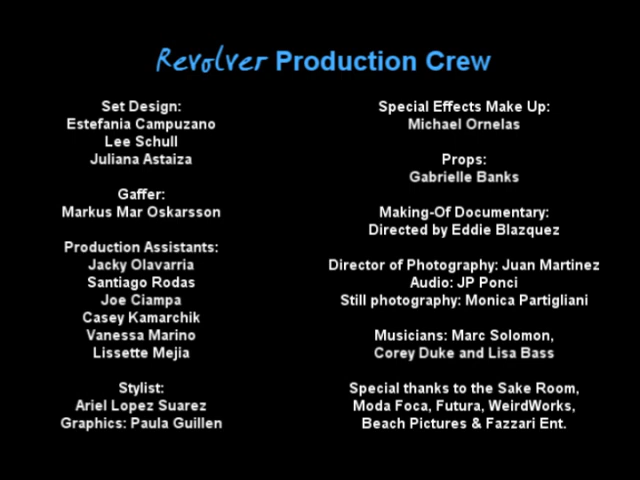 Revolver Production Crew
Set Design:
Estefania Campuzano
Lee Schull
Juliana Astaiza
Gaffer:
Markus Mar Oskarsson
Production Assistants:
Jacky Olavarria
Santiago Rodas
Joe Ciampa
Casey Kamarchik
Vanessa Marino
Lissette Mejia
Stylist:
Ariel Lopez Suarez
Graphics: Paula Guillen
Special Effects Make Up:
Michael Ornelas
Props:
Gabrielle Banks
Making-Of Documentary:
Directed by Eddie Blazquez
Director of Photography: Juan Martinez
Audio: JP Ponci
Still photography: Monica Partigliani
Musicians: Marc Solomon,
Corey Duke and Lisa Bass
Special thanks to the Sake Room,
Moda Foca, Futura, WeirdWorks,
Beach Pictures & Fazzari Ent.